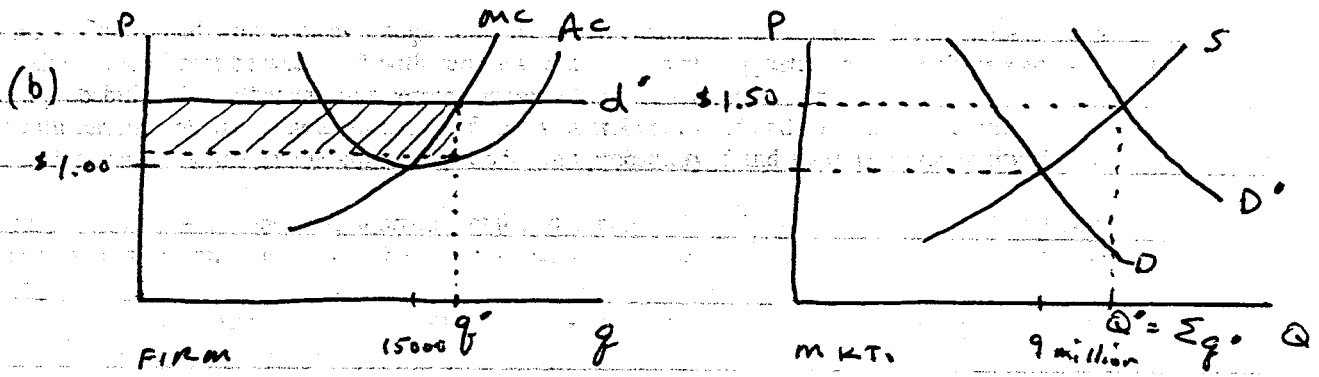 (b)
P
MC
AC
d'
$1.00
15000
q'
q
FIRM
P
S
$1.50
D'
D
9 million
Q' = Σq'
Q
MKT.